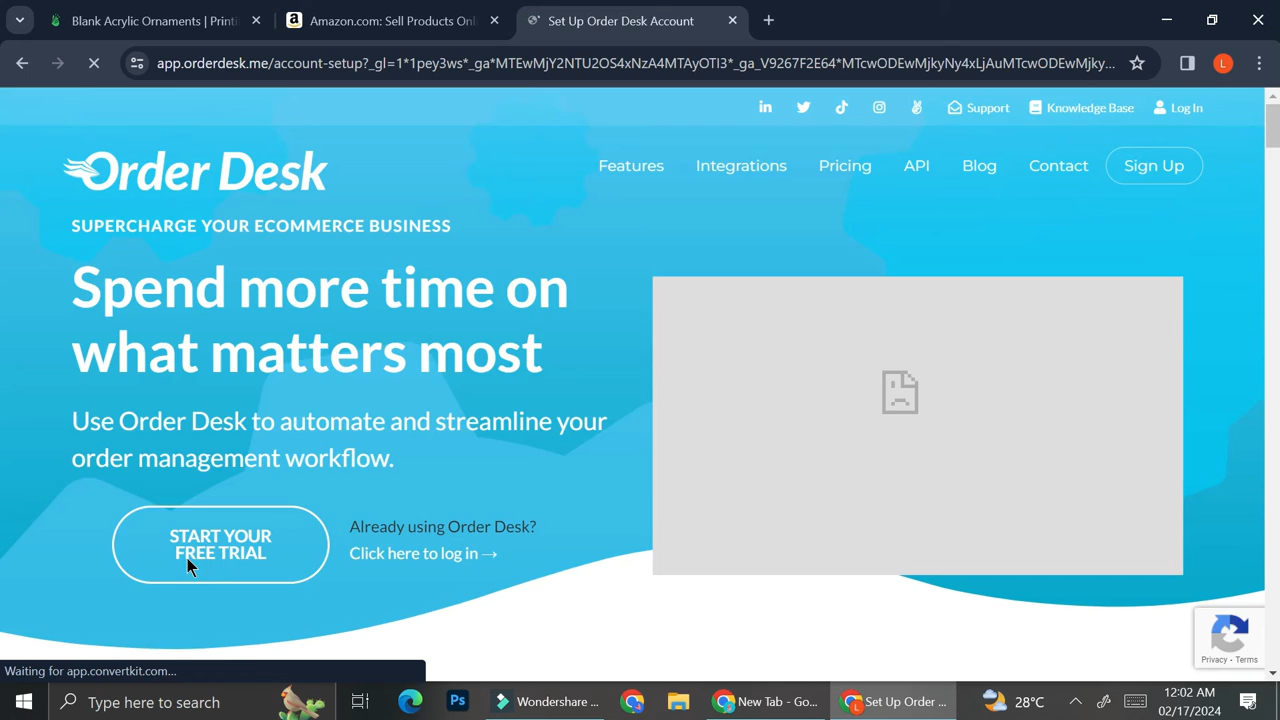 Blank Acrylic Ornaments | Printi
Amazon.com: Sell Products Onl
Set Up Order Desk Account
app.orderdesk.me/account-setup?_gl=1*1pey3ws*_ga*MTEwMjY2NTU2OS4xNzA4MTAyOTI3*_ga_V9267F2E64*MTcwODEwMjkyNy4xLjAuMTcwODEwMjky...
L
Support
Knowledge Base
Log In
Order Desk
Features
Integrations
Pricing
API
Blog
Contact
Sign Up
SUPERCHARGE YOUR ECOMMERCE BUSINESS
Spend more time on
what matters most
Use Order Desk to automate and streamline your
order management workflow.
START YOUR
FREE TRIAL
Already using Order Desk?
Click here to log in →
Privacy - Terms
Waiting for app.convertkit.com...
Type here to search
Ps
Wondershare ...
New Tab - Go...
Set Up Order ...
28°C
12:02 AM
02/17/2024